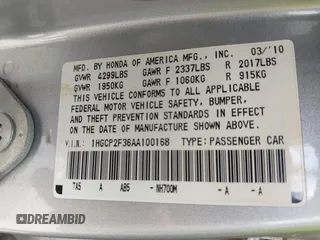 MFD. BY HONDA OF AMERICA MFG., INC. 03/'10
GVWR 4299LBS GAWR F 2337LBS R 2017LBS
GVWR 1950KG GAWR F 1060KG R 915KG
THIS VEHICLE CONFORMS TO ALL APPLICABLE
FEDERAL MOTOR VEHICLE SAFETY, BUMPER,
AND THEFT PREVENTION STANDARDS IN EFFECT
ON THE DATE OF MANUFACTURE SHOWN ABOVE.
V.I.N.: 1HGCP2F36AA100168 TYPE: PASSENGER CAR
TA5 A AB5 - NH700M - A - A
DREAMBID